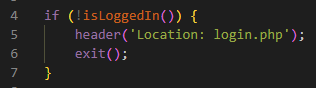 4 if (!isLoggedIn()) {
5 header('Location: login.php');
6 exit();
7 }